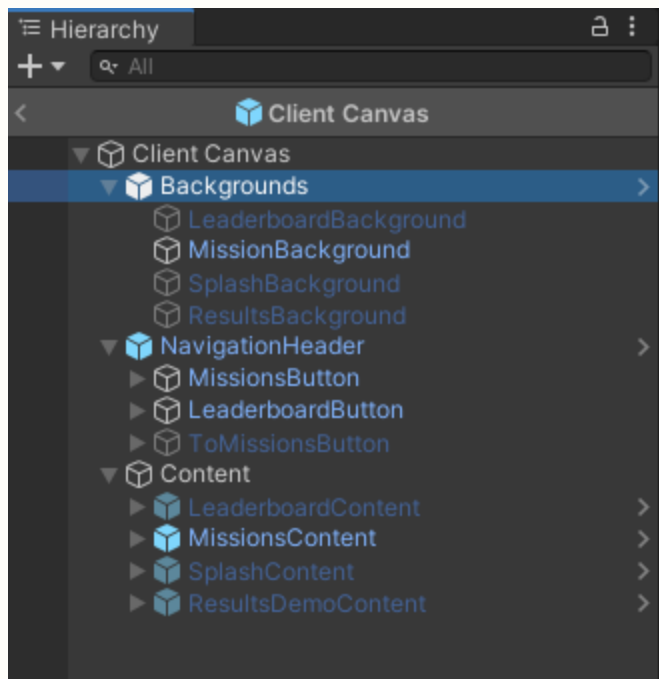 Hierarchy
All
Client Canvas
Client Canvas
Backgrounds
LeaderboardBackground
MissionBackground
SplashBackground
ResultsBackground
NavigationHeader
MissionsButton
LeaderboardButton
ToMissionsButton
Content
LeaderboardContent
MissionsContent
SplashContent
ResultsDemoContent